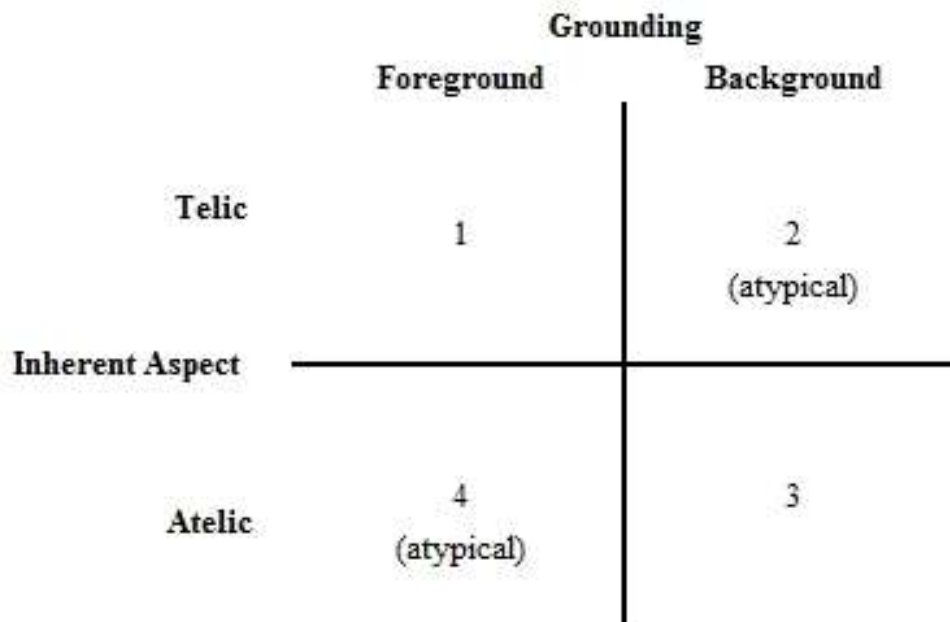 Grounding
Foreground Background
Telic
1 2
(atypical)
Inherent Aspect
4 3
Atelic
(atypical)